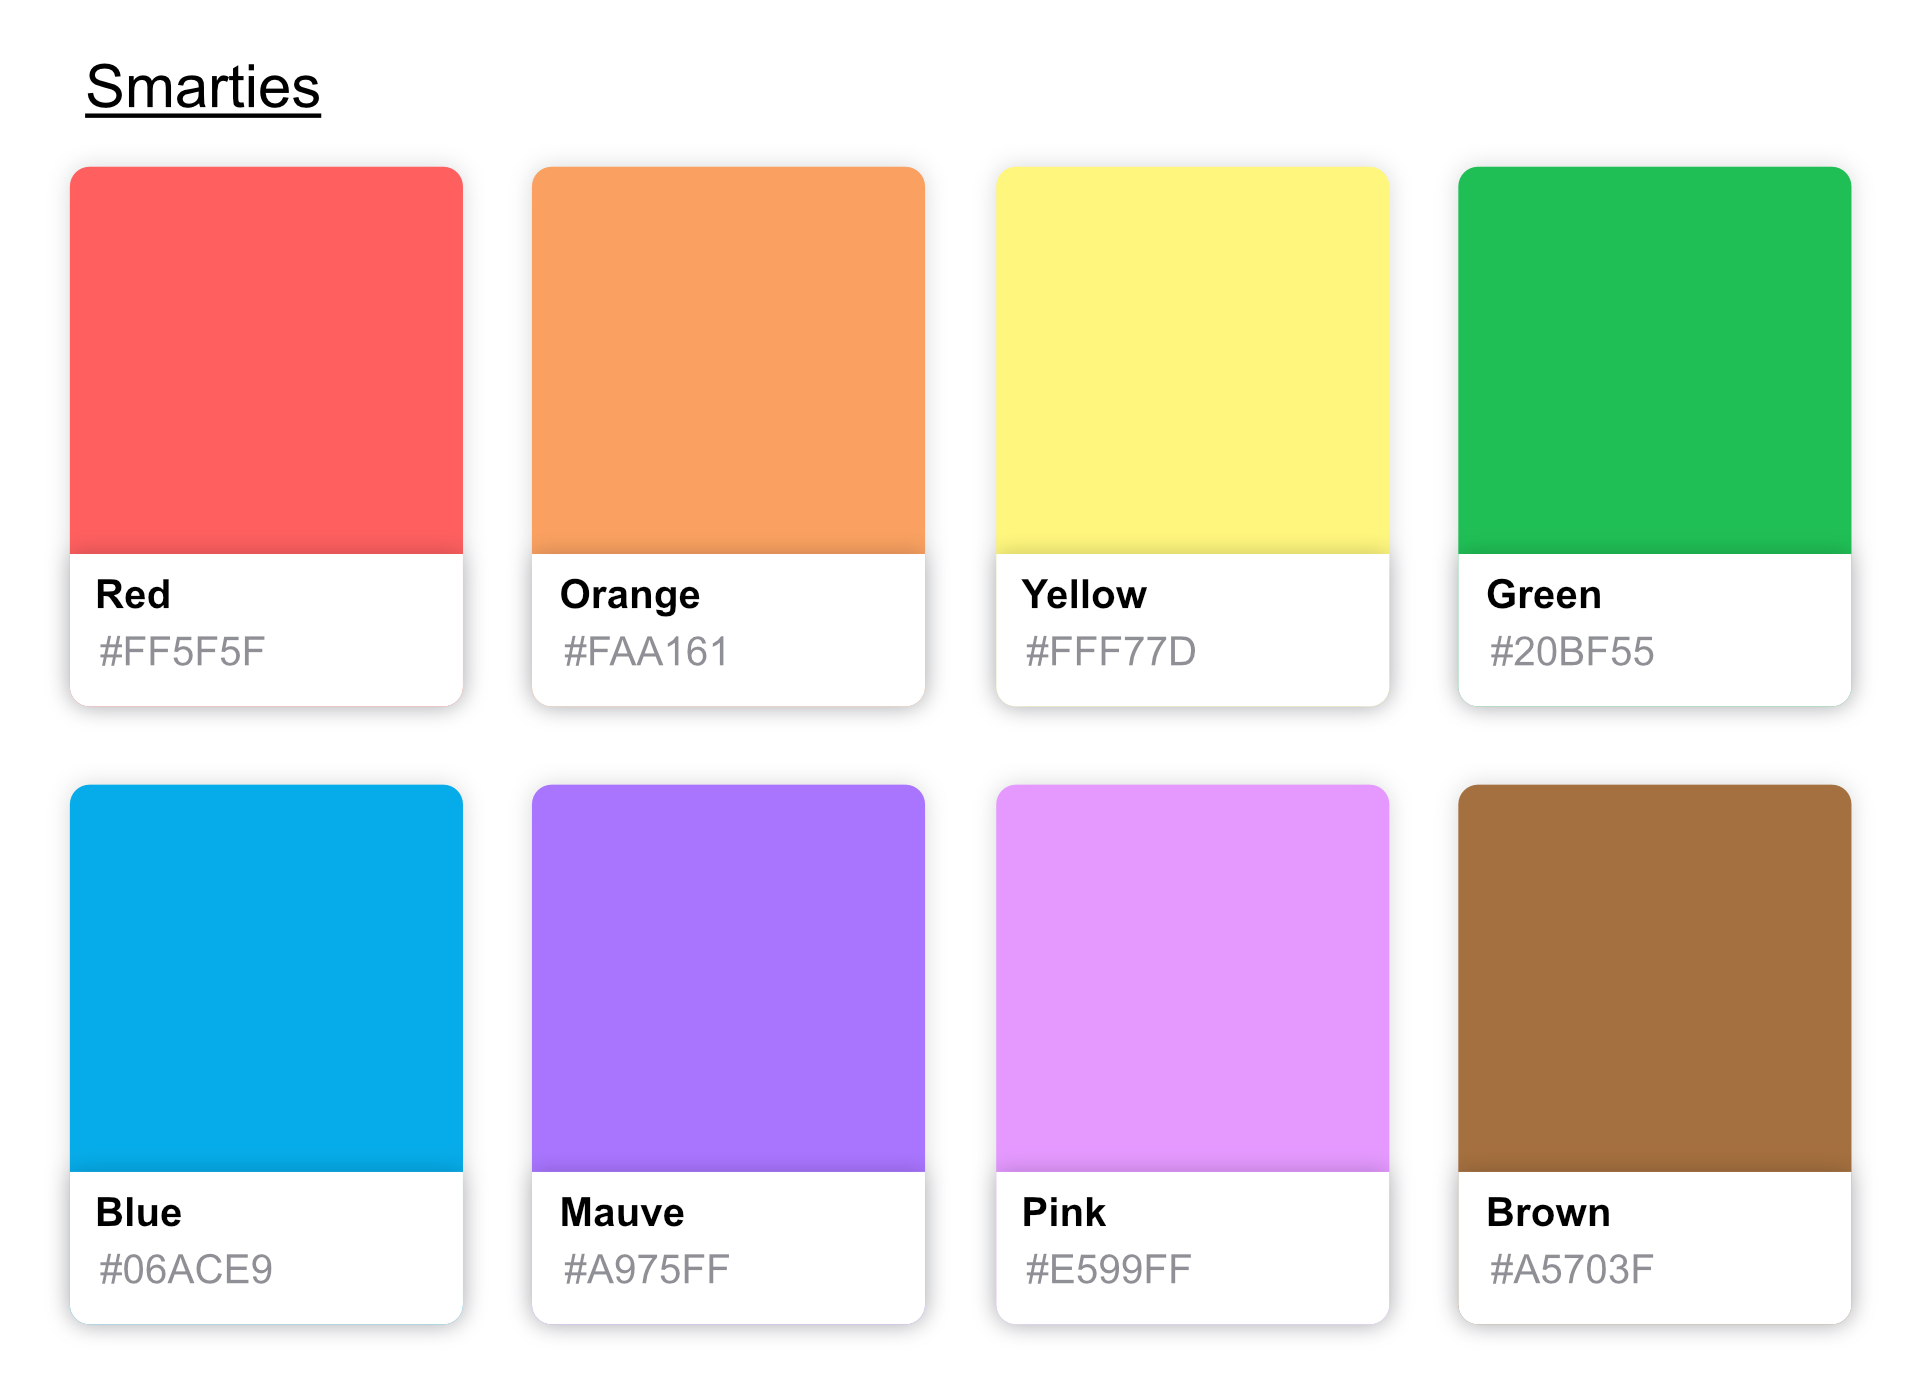 Smarties
Red
#FF5F5F
Orange
#FAA161
Yellow
#FFF77D
Green
#20BF55
Blue
#06ACE9
Mauve
#A975FF
Pink
#E599FF
Brown
#A5703F